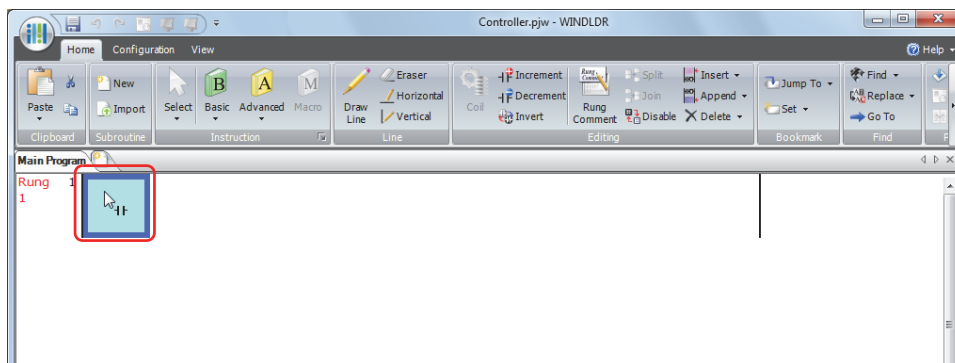 Controller.pjw - WINDLDR
Home Configuration View Help
New Eraser Increment Rung Comment Split Insert Jump To Find
Import Horizontal Decrement Join Append Set Replace
Paste Select B Basic A Advanced M Macro Draw Line Vertical Coil Invert Rung Comment Disable Delete Go To
Clipboard Subroutine Instruction Line Editing Bookmark Find F
Main Program
Rung 1
1